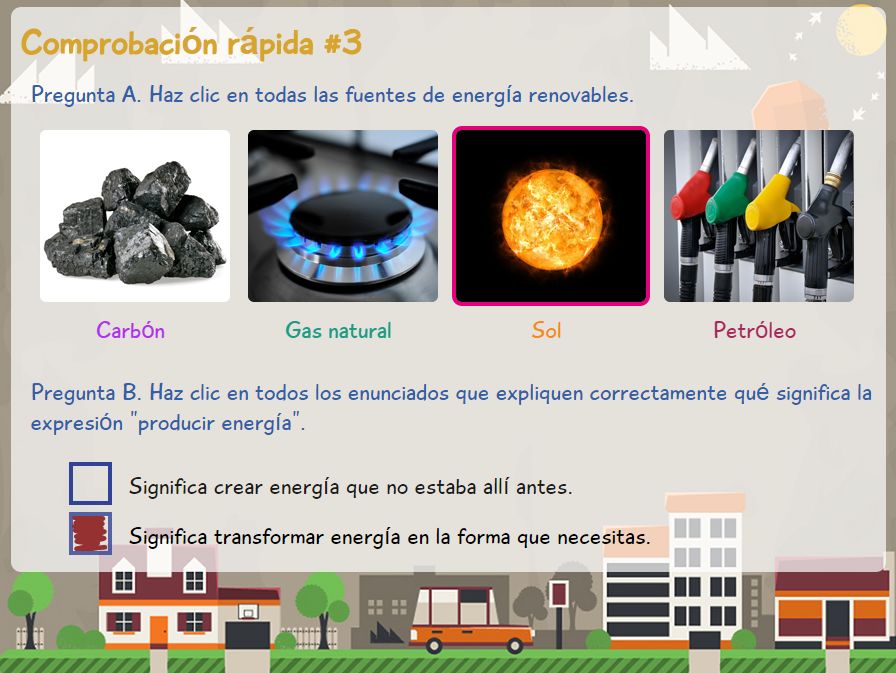 Comprobación rápida #3
Pregunta A. Haz clic en todas las fuentes de energía renovables.
Carbón
Gas natural
Sol
Petróleo
Pregunta B. Haz clic en todos los enunciados que expliquen correctamente qué significa la
expresión "producir energía".
Significa crear energía que no estaba allí antes.
Significa transformar energía en la forma que necesitas.